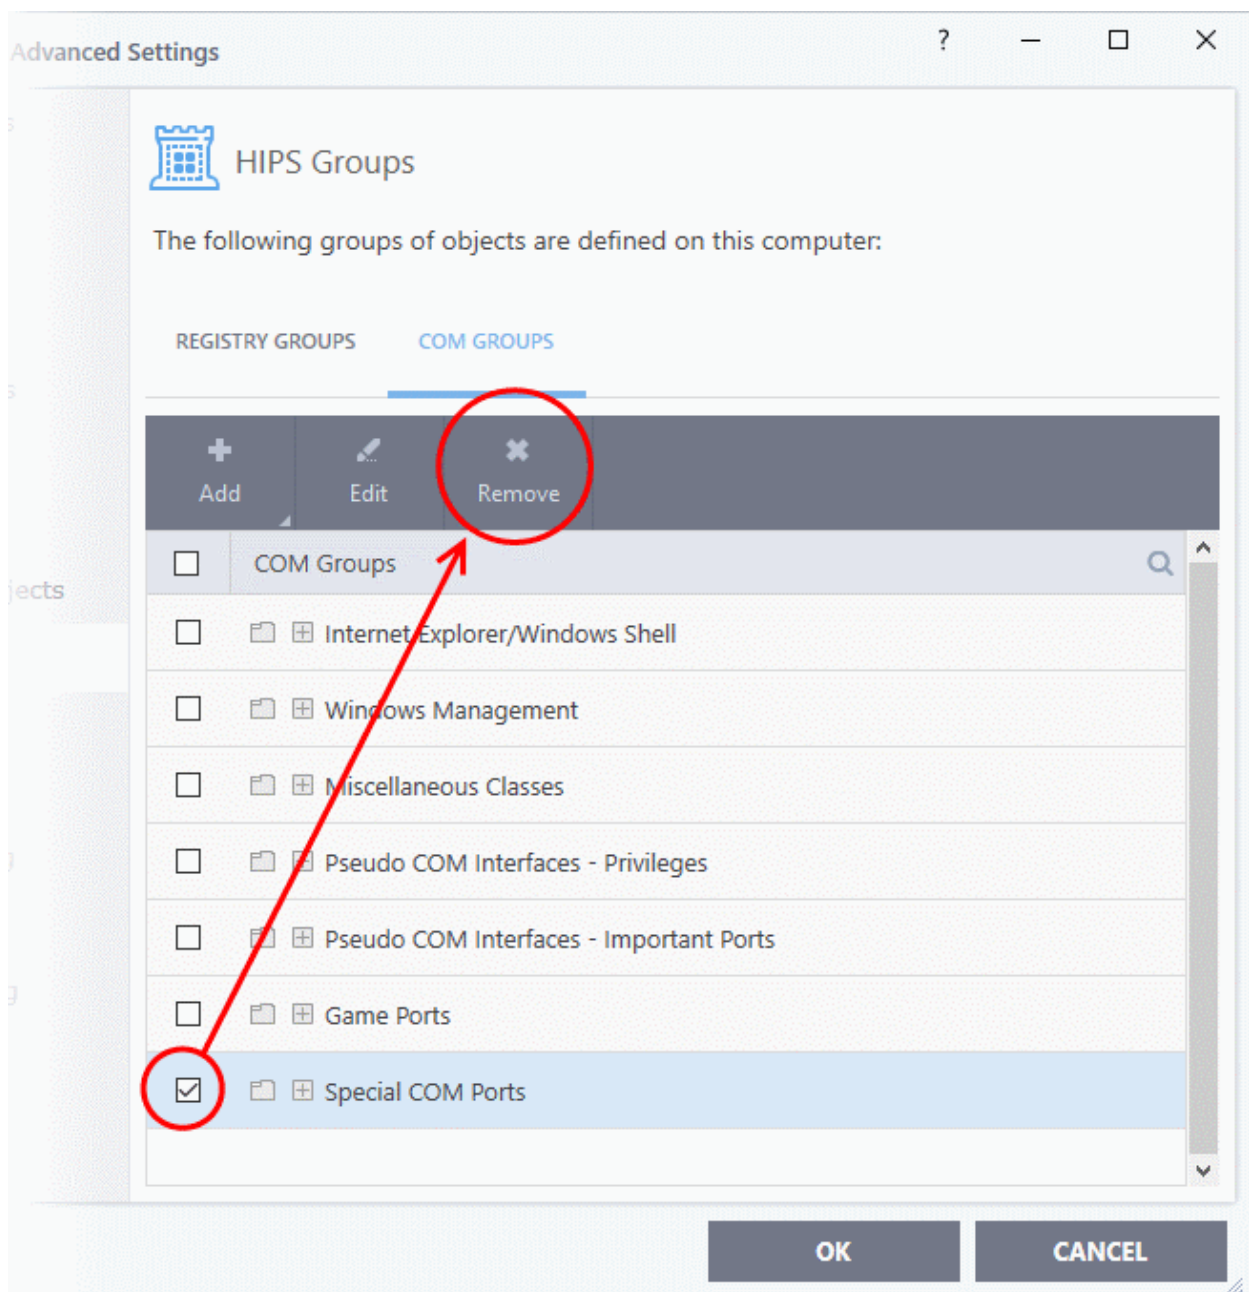 Advanced Settings
?
HIPS Groups
The following groups of objects are defined on this computer:
REGISTRY GROUPS COM GROUPS
Add Edit Remove
COM Groups
jects
Internet Explorer/Windows Shell
Windows Management
Miscellaneous Classes
Pseudo COM Interfaces - Privileges
Pseudo COM Interfaces - Important Ports
Game Ports
Special COM Ports
OK CANCEL